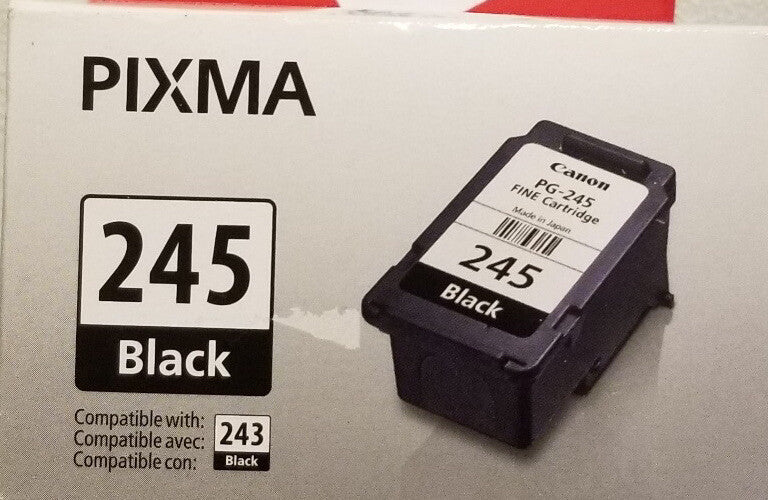 PIXMA
245
Black
Compatible with:
Compatible avec:
Compatible con:
243
Black
Canon
PG-245
FINE Cartridge
Made in Japan
245
Black